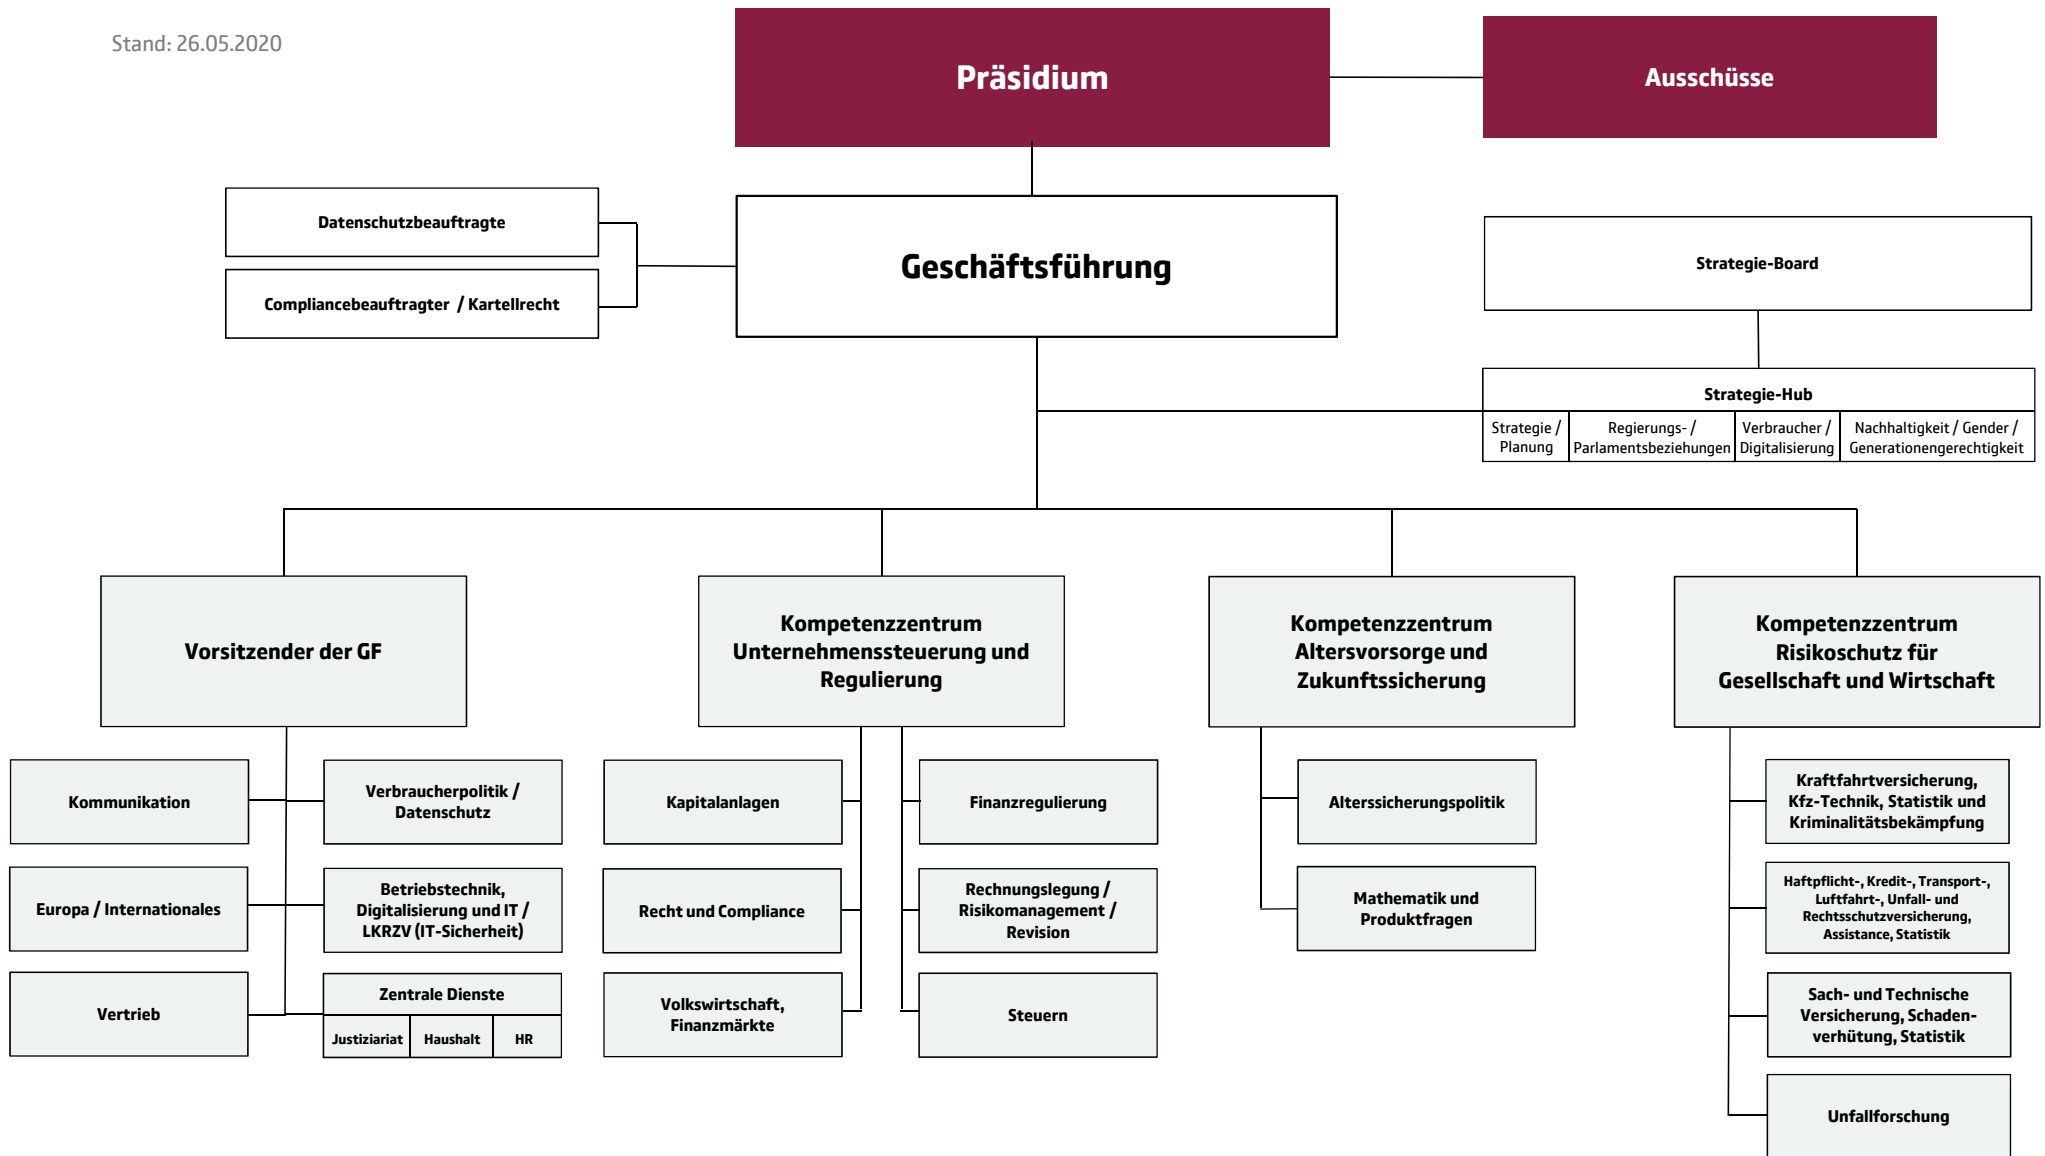 Stand: 26.05.2020
Präsidium
Ausschüsse
Datenschutzbeauftragte
Compliancebeauftragter / Kartellrecht
Geschäftsführung
Strategie-Board
Strategie-Hub
Strategie /
Planung
Regierungs- /
Parlamentsbeziehungen
Verbraucher /
Digitalisierung
Nachhaltigkeit / Gender /
Generationengerechtigkeit
Vorsitzender der GF
Kommunikation
Verbraucherpolitik /
Datenschutz
Europa / Internationales
Betriebstechnik,
Digitalisierung und IT /
LKRZV (IT-Sicherheit)
Vertrieb
Zentrale Dienste
Justiziariat
Haushalt
HR
Kompetenzzentrum
Unternehmenssteuerung und
Regulierung
Kapitalanlagen
Finanzregulierung
Recht und Compliance
Rechnungslegung /
Risikomanagement /
Revision
Volkswirtschaft,
Finanzmärkte
Steuern
Kompetenzzentrum
Altersvorsorge und
Zukunftssicherung
Alterssicherungspolitik
Mathematik und
Produktfragen
Kompetenzzentrum
Risikoschutz für
Gesellschaft und Wirtschaft
Kraftfahrtversicherung,
Kfz-Technik, Statistik und
Kriminalitätsbekämpfung
Haftpflicht-, Kredit-, Transport-,
Luftfahrt-, Unfall- und
Rechtsschutzversicherung,
Assistance, Statistik
Sach- und Technische
Versicherung, Schaden-
verhütung, Statistik
Unfallforschung